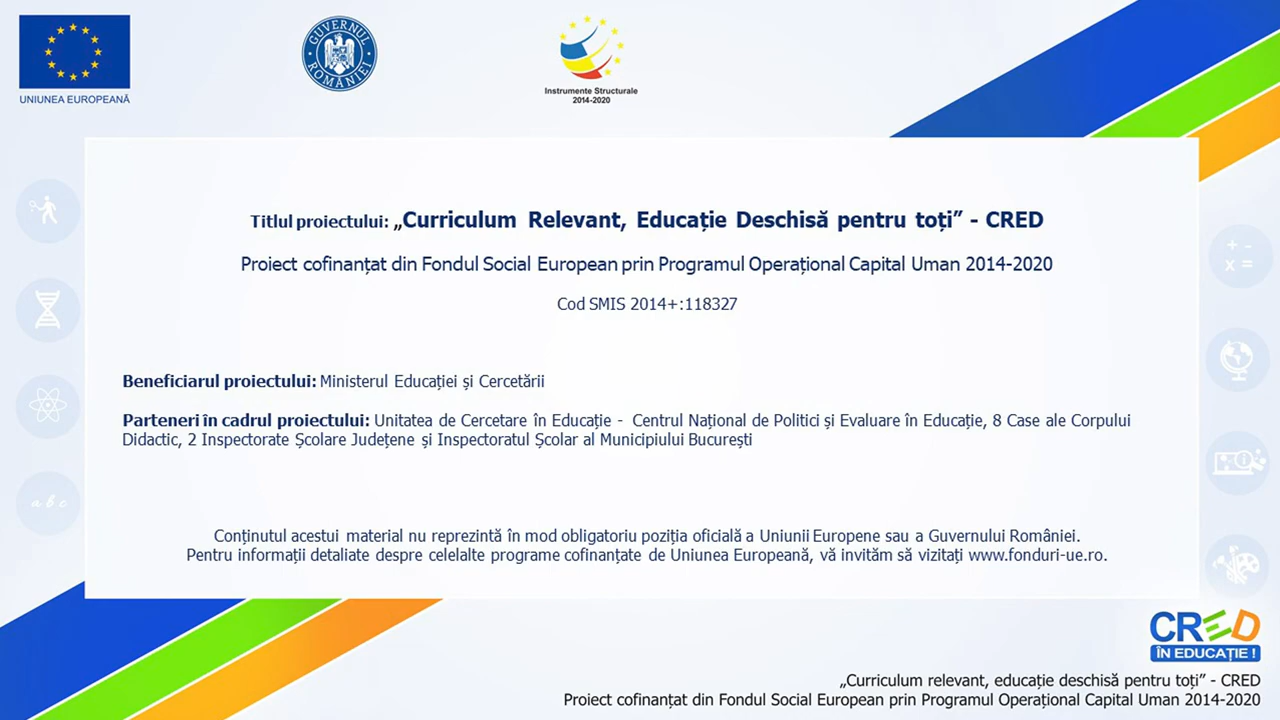 UNIUNEA EUROPEANĂ
GUVERNUL ROMÂNIEI
Instrumente Structurale
2014-2020
Titlul proiectului: „Curriculum Relevant, Educație Deschisă pentru toți” - CRED
Proiect cofinanțat din Fondul Social European prin Programul Operațional Capital Uman 2014-2020
Cod SMIS 2014+:118327
Beneficiarul proiectului: Ministerul Educației și Cercetării
Parteneri în cadrul proiectului: Unitatea de Cercetare în Educație - Centrul Național de Politici și Evaluare în Educație, 8 Case ale Corpului
Didactic, 2 Inspectorate Școlare Județene și Inspectoratul Școlar al Municipiului București
a b c
Conținutul acestui material nu reprezintă în mod obligatoriu poziția oficială a Uniunii Europene sau a Guvernului României.
Pentru informații detaliate despre celelalte programe cofinanțate de Uniunea Europeană, vă invităm să vizitați www.fonduri-ue.ro.
CRED
ÎN EDUCAȚIE !
„Curriculum relevant, educație deschisă pentru toți” - CRED
Proiect cofinanțat din Fondul Social European prin Programul Operațional Capital Uman 2014-2020